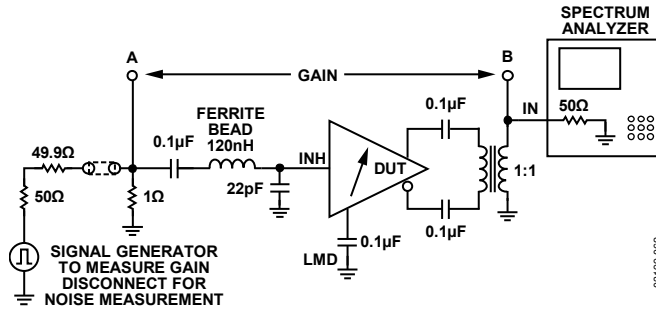 SPECTRUM
ANALYZER
A
B
GAIN
IN
50Ω
FERRITE
BEAD
120nH
0.1µF
0.1µF
49.9Ω
INH
DUT
1:1
50Ω
1Ω
22pF
0.1µF
0.1µF
LMD
SIGNAL GENERATOR
TO MEASURE GAIN
DISCONNECT FOR
NOISE MEASUREMENT